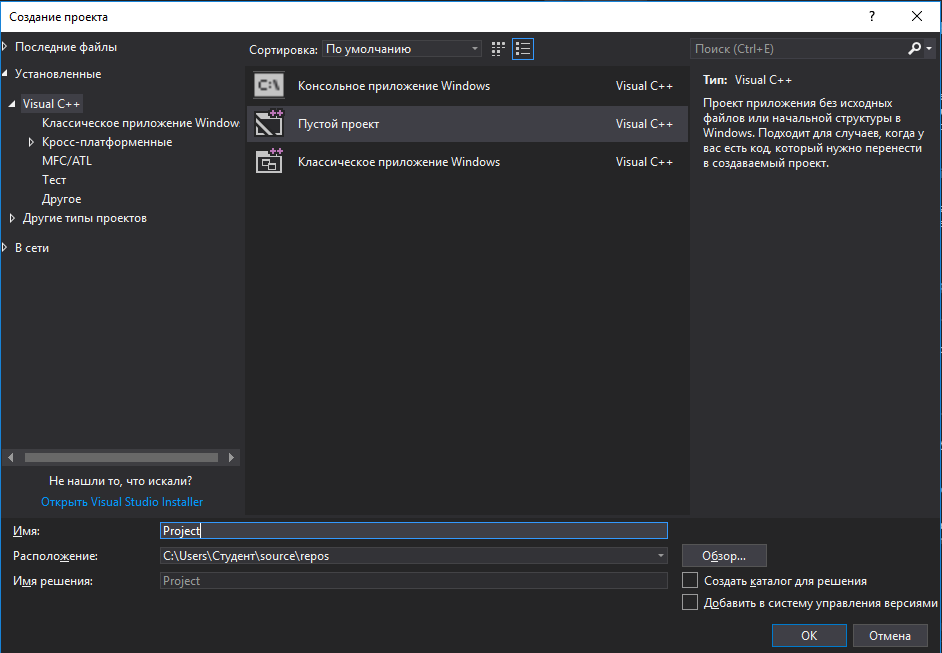 Создание проекта
?
Последние файлы
Установленные
Visual C++
Классическое приложение Window
Кросс-платформенные
MFC/ATL
Тест
Другое
Другие типы проектов
В сети
Не нашли то, что искали?
Открыть Visual Studio Installer
Сортировка: По умолчанию
C:\ Консольное приложение Windows Visual C++
Пустой проект Visual C++
Классическое приложение Windows Visual C++
Поиск (Ctrl+E)
Тип: Visual C++
Проект приложения без исходных
файлов или начальной структуры в
Windows. Подходит для случаев, когда у
вас есть код, который нужно перенести
в создаваемый проект.
Имя: Project
Расположение: C:\Users\Студент\source\repos Обзор...
Имя решения: Project
Создать каталог для решения
Добавить в систему управления версиями
OK Отмена